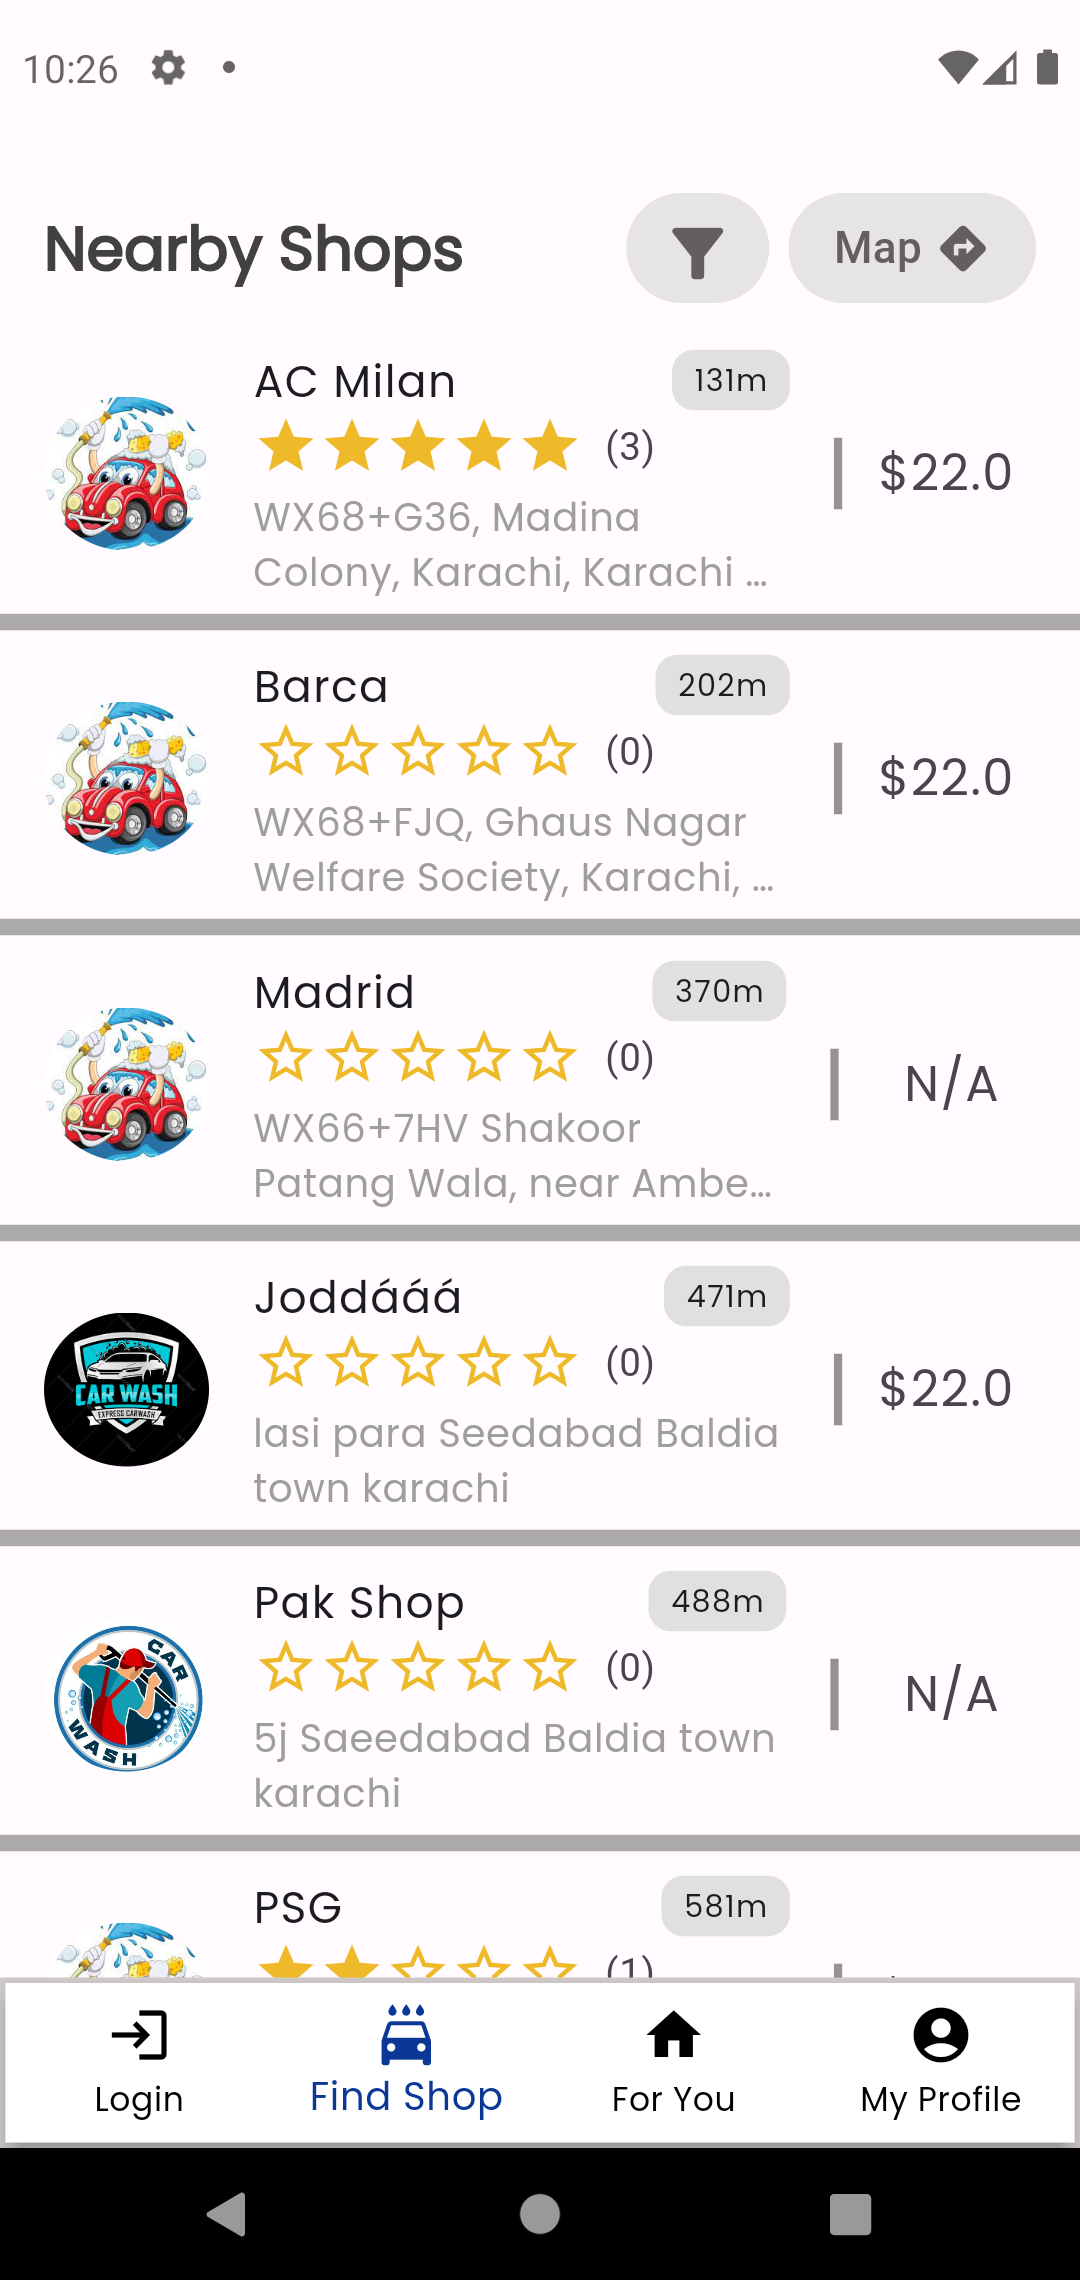 10:26
Nearby Shops
Map
AC Milan
131m
(3)
$22.0
WX68+G36, Madina
Colony, Karachi, Karachi ...
Barca
202m
(0)
$22.0
WX68+FJQ, Ghaus Nagar
Welfare Society, Karachi, ...
Madrid
370m
(0)
N/A
WX66+7HV Shakoor
Patang Wala, near Ambe...
Joddááá
471m
(0)
$22.0
CAR WASH
EXPRESS CARWASH
lasi para Seedabad Baldia
town karachi
Pak Shop
488m
(0)
N/A
CAR
WASH
5j Saeedabad Baldia town
karachi
PSG
581m
(1)
Login
Find Shop
For You
My Profile